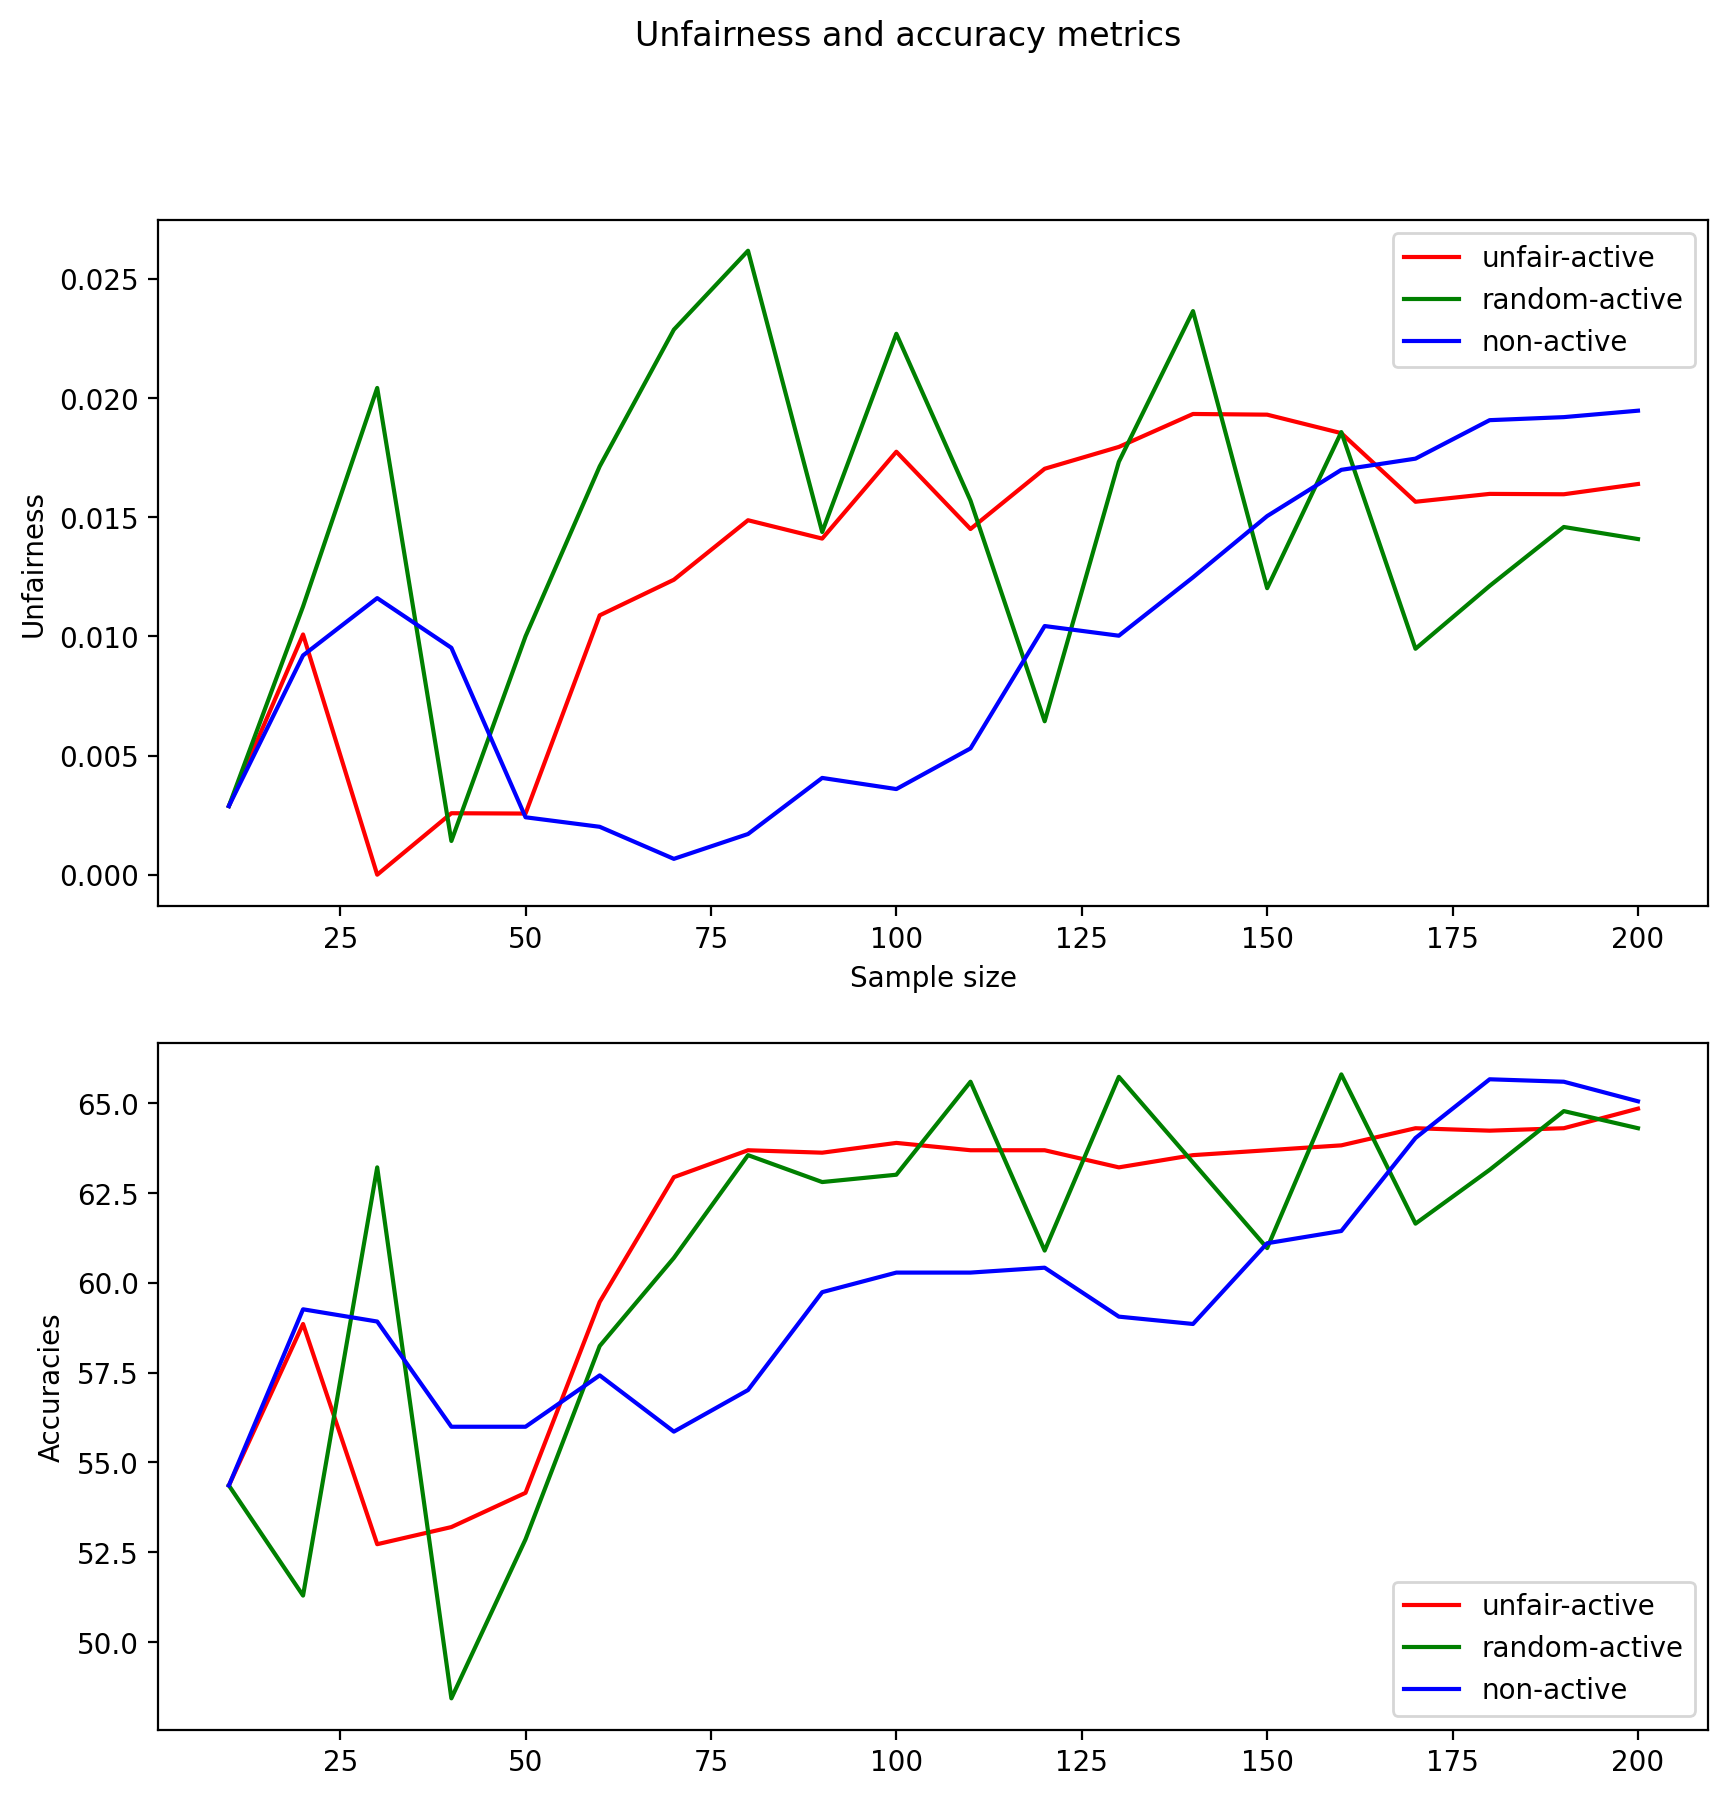 Unfairness and accuracy metrics
0.025
0.020
0.015
0.010
0.005
0.000
Unfairness
unfair-active
random-active
non-active
25 50 75 100 125 150 175 200
Sample size
65.0
62.5
60.0
57.5
55.0
52.5
50.0
Accuracies
unfair-active
random-active
non-active
25 50 75 100 125 150 175 200